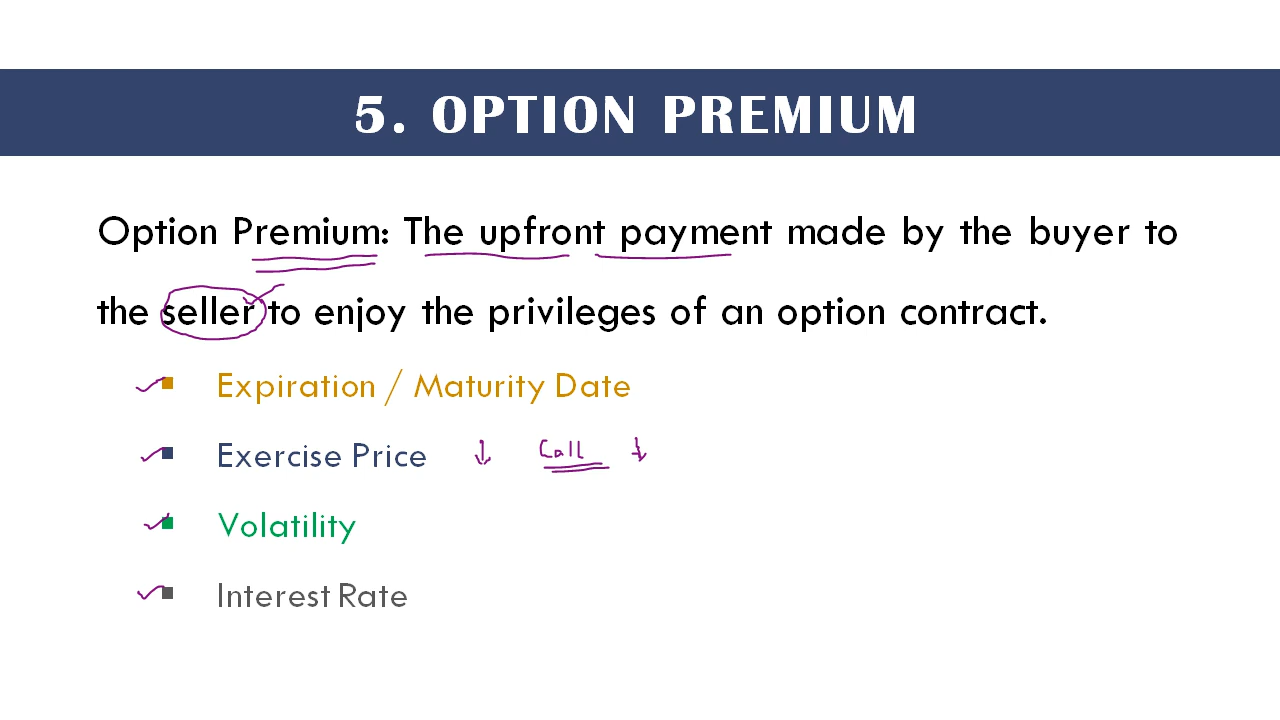 5. OPTION PREMIUM
Option Premium: The upfront payment made by the buyer to
the seller to enjoy the privileges of an option contract.
Expiration / Maturity Date
Exercise Price ↓ Call ↓
Volatility
Interest Rate